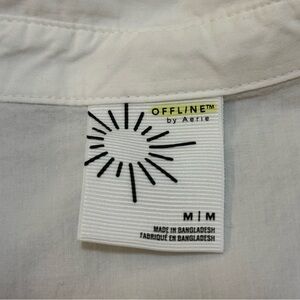 OFFLINE™
by Aerie
M | M
MADE IN BANGLADESH
FABRIQUÉ EN BANGLADESH